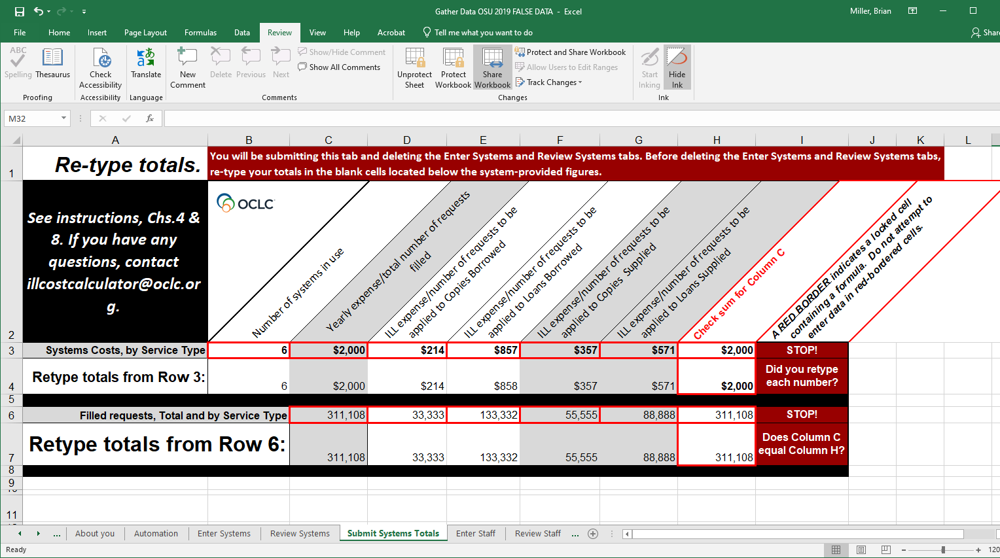 Gather Data OSU 2019 FALSE DATA - Excel
Miller, Brian
File Home Insert Page Layout Formulas Data Review View Help Acrobat Tell me what you want to do
Share
ABC
Spelling
Thesaurus
Proofing
Check
Accessibility
Accessibility
Translate
Language
New
Comment
Delete
Previous
Next
Show/Hide Comment
Show All Comments
Comments
Unprotect
Sheet
Protect
Workbook
Share
Workbook
Protect and Share Workbook
Allow Users to Edit Ranges
Track Changes
Changes
Start
Inking
Hide
Ink
Ink
M32
fx
A B C D E F G H I J K L
1
Re-type totals.
You will be submitting this tab and deleting the Enter Systems and Review Systems tabs. Before deleting the Enter Systems and Review Systems tabs,
re-type your totals in the blank cells located below the system-provided figures.
2
See instructions, Chs.4 &
8. If you have any
questions, contact
illcostcalculator@oclc.or
g.
OCLC
Number of systems in use
Yearly expense/total number of requests
filled
ILL expense/number of requests to be
applied to Copies Borrowed
ILL expense/number of requests to be
applied to Loans Borrowed
ILL expense/number of requests to be
applied to Copies Supplied
ILL expense/number of requests to be
applied to Loans Supplied
Check sum for Column C
A RED BORDER indicates a locked cell
containing a formula. Do not attempt to
enter data in red-bordered cells.
3 Systems Costs, by Service Type 6 $2,000 $214 $857 $357 $571 $2,000 STOP!
4 Retype totals from Row 3: 6 $2,000 $214 $858 $357 $571 $2,000
Did you retype
each number?
5
6 Filled requests, Total and by Service Type 311,108 33,333 133,332 55,555 88,888 311,108 STOP!
7 Retype totals from Row 6: 311,108 33,333 133,332 55,555 88,888 311,108
Does Column C
equal Column H?
8
9
11
... About you Automation Enter Systems Review Systems Submit Systems Totals Enter Staff Review Staff ...
Ready
120